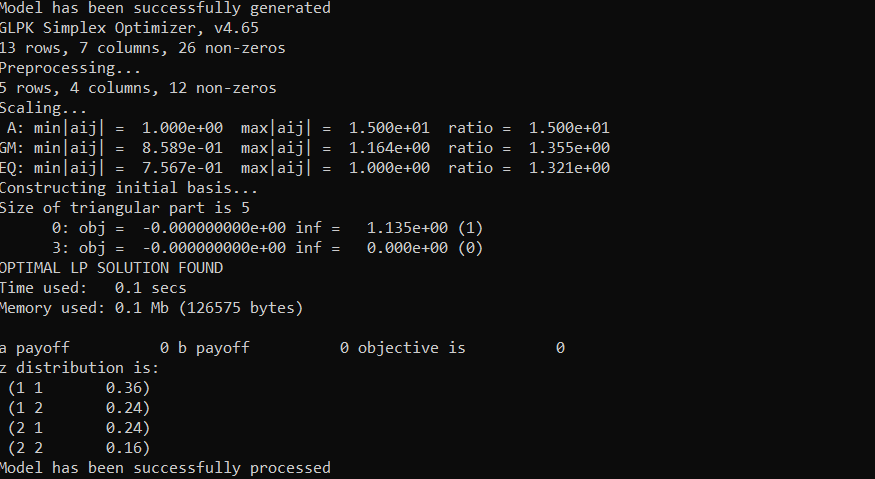 Model has been successfully generated
GLPK Simplex Optimizer, v4.65
13 rows, 7 columns, 26 non-zeros
Preprocessing...
5 rows, 4 columns, 12 non-zeros
Scaling...
 A: min|aij| =  1.000e+00  max|aij| =  1.500e+01  ratio =  1.500e+01
GM: min|aij| =  8.589e-01  max|aij| =  1.164e+00  ratio =  1.355e+00
EQ: min|aij| =  7.567e-01  max|aij| =  1.000e+00  ratio =  1.321e+00
Constructing initial basis...
Size of triangular part is 5
      0: obj =  -0.000000000e+00 inf =   1.135e+00 (1)
      3: obj =  -0.000000000e+00 inf =   0.000e+00 (0)
OPTIMAL LP SOLUTION FOUND
Time used:   0.1 secs
Memory used: 0.1 Mb (126575 bytes)
a payoff         0 b payoff         0 objective is         0
z distribution is:
 (1 1      0.36)
 (1 2      0.24)
 (2 1      0.24)
 (2 2      0.16)
Model has been successfully processed